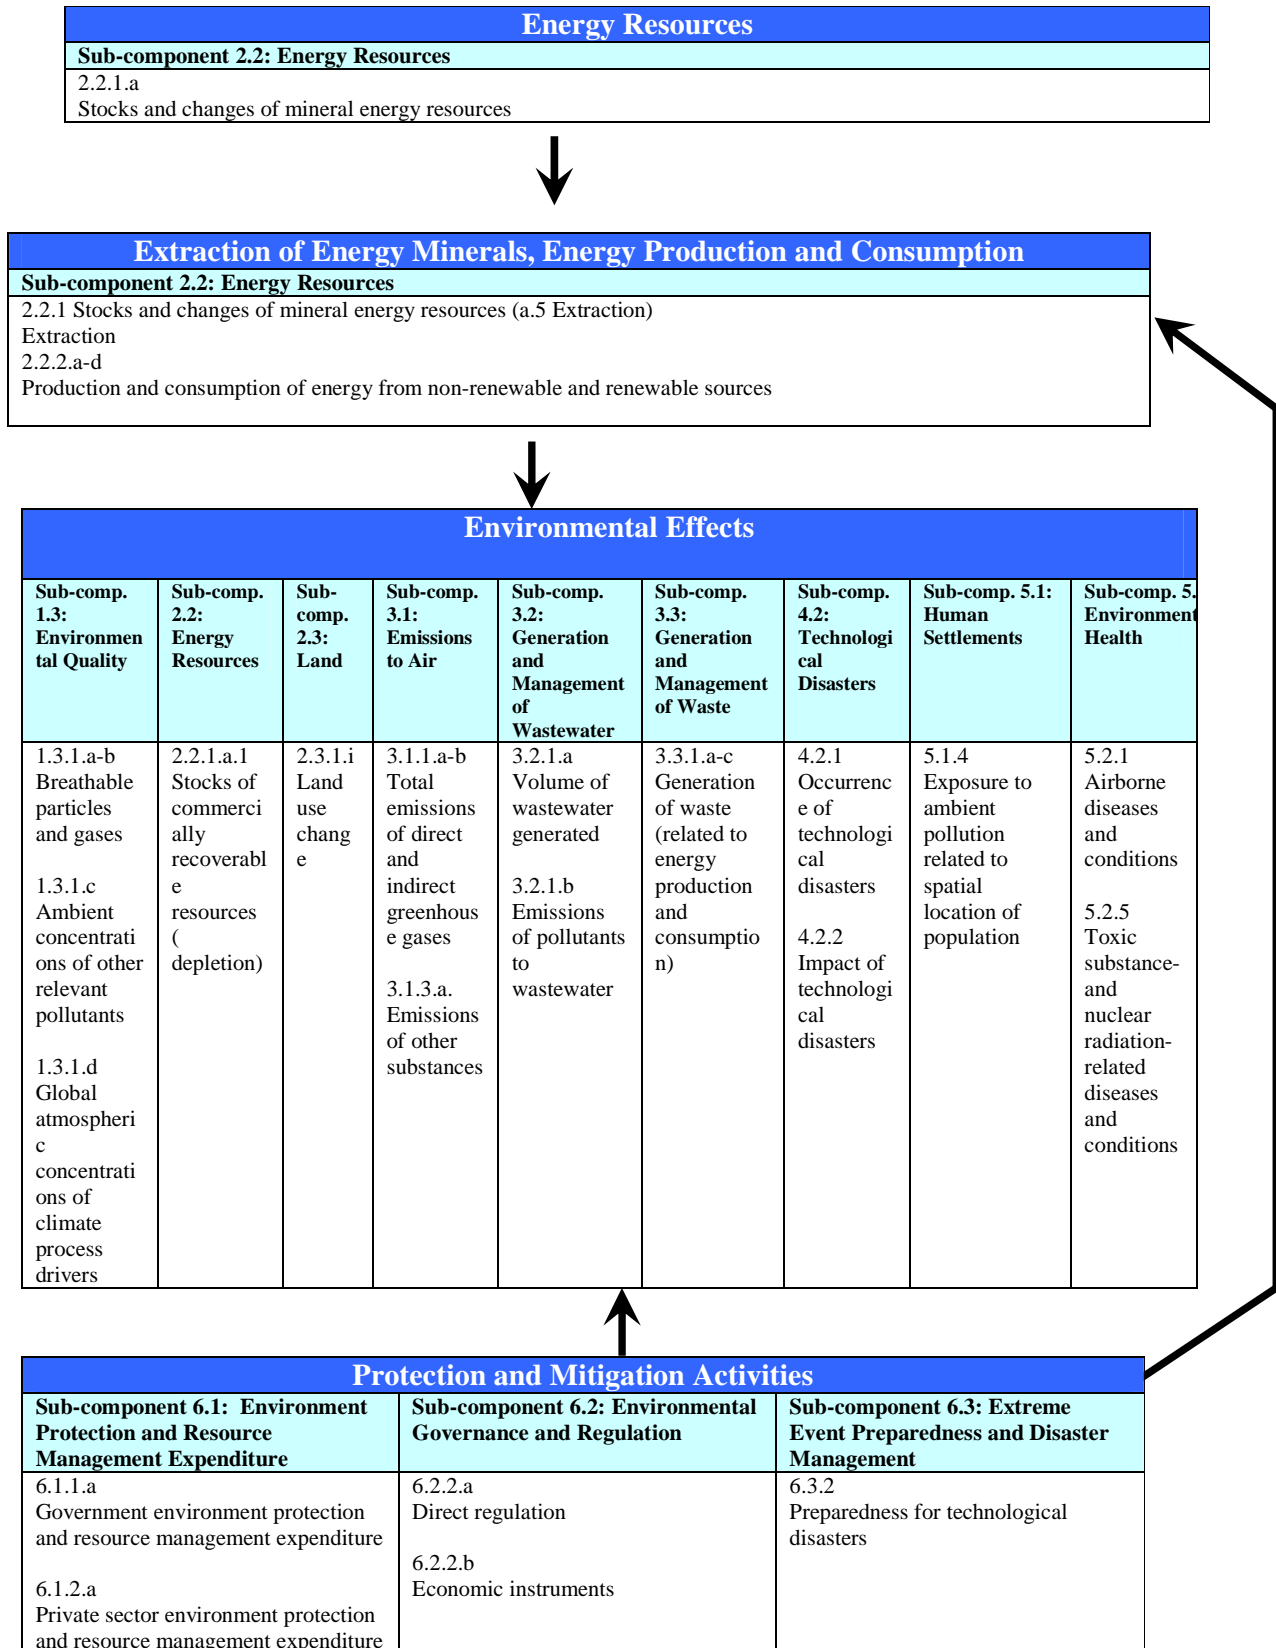 Energy Resources
Sub-component 2.2: Energy Resources
2.2.1.a
Stocks and changes of mineral energy resources
Extraction of Energy Minerals, Energy Production and Consumption
Sub-component 2.2: Energy Resources
2.2.1 Stocks and changes of mineral energy resources (a.5 Extraction)
Extraction
2.2.2.a-d
Production and consumption of energy from non-renewable and renewable sources
Environmental Effects
Sub-comp.
1.3:
Environmen
tal Quality
Sub-comp.
2.2:
Energy
Resources
Sub-
comp.
2.3:
Land
Sub-comp.
3.1:
Emissions
to Air
Sub-comp.
3.2:
Generation
and
Management
of
Wastewater
Sub-comp.
3.3:
Generation
and
Management
of Waste
Sub-comp.
4.2:
Technologi
cal
Disasters
Sub-comp. 5.1:
Human
Settlements
Sub-comp. 5.
Environment
Health
1.3.1.a-b
Breathable
particles
and gases
1.3.1.c
Ambient
concentrati
ons of other
relevant
pollutants
1.3.1.d
Global
atmospheri
c
concentrati
ons of
climate
process
drivers
2.2.1.a.1
Stocks of
commerci
ally
recoverabl
e
resources
(
depletion)
2.3.1.i
Land
use
chang
e
3.1.1.a-b
Total
emissions
of direct
and
indirect
greenhous
e gases
3.1.3.a.
Emissions
of other
substances
3.2.1.a
Volume of
wastewater
generated
3.2.1.b
Emissions
of pollutants
to
wastewater
3.3.1.a-c
Generation
of waste
(related to
energy
production
and
consumptio
n)
4.2.1
Occurrenc
e of
technologi
cal
disasters
4.2.2
Impact of
technologi
cal
disasters
5.1.4
Exposure to
ambient
pollution
related to
spatial
location of
population
5.2.1
Airborne
diseases
and
conditions
5.2.5
Toxic
substance-
and
nuclear
radiation-
related
diseases
and
conditions
Protection and Mitigation Activities
Sub-component 6.1: Environment
Protection and Resource
Management Expenditure
Sub-component 6.2: Environmental
Governance and Regulation
Sub-component 6.3: Extreme
Event Preparedness and Disaster
Management
6.1.1.a
Government environment protection
and resource management expenditure
6.1.2.a
Private sector environment protection
and resource management expenditure
6.2.2.a
Direct regulation
6.2.2.b
Economic instruments
6.3.2
Preparedness for technological
disasters